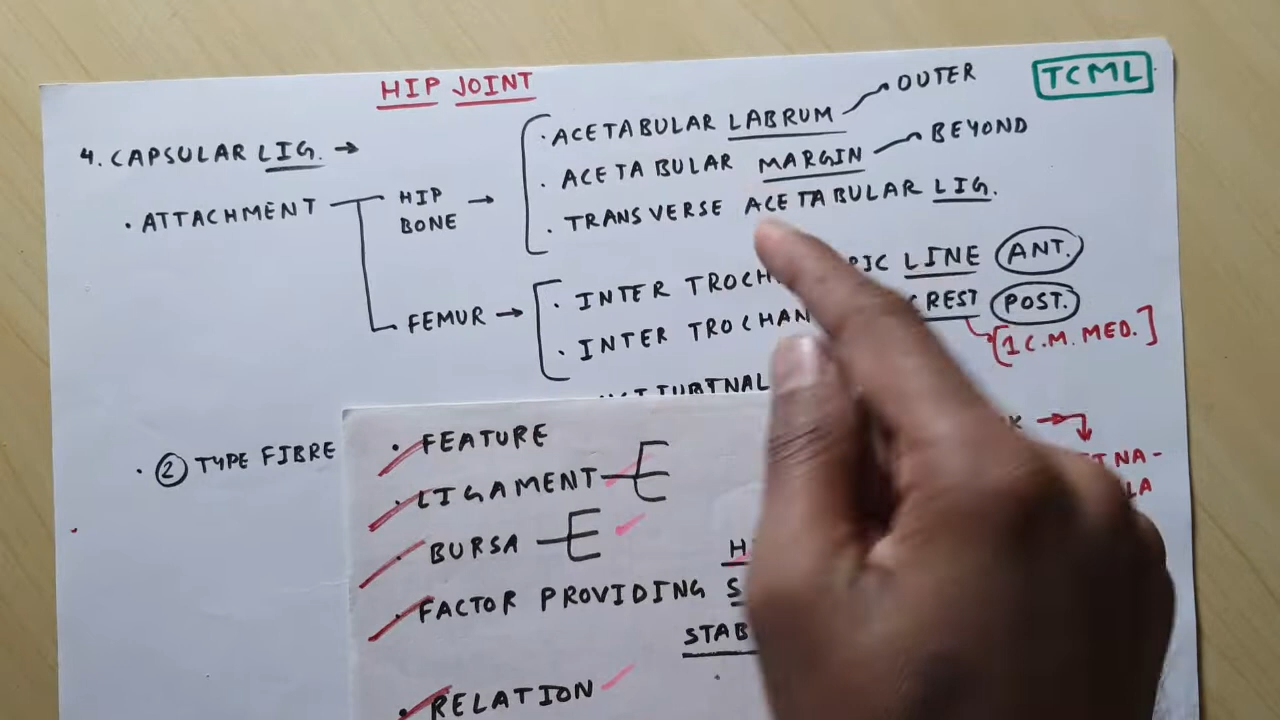 HIP JOINT
TCML
OUTER
4. CAPSULAR LIG. →
· ACETABULAR LABRUM
BEYOND
· ATTACHMENT
HIP BONE →
· ACETABULAR MARGIN
· TRANSVERSE ACETABULAR LIG.
FEMUR →
· INTER TROCH LINE ANT.
· INTER TROCHAN CREST POST.
[1 C.M. MED.]
· ② TYPE FIBRE
· FEATURE
· LIGAMENT
· BURSA
· FACTOR PROVIDING
STAB
· RELATION